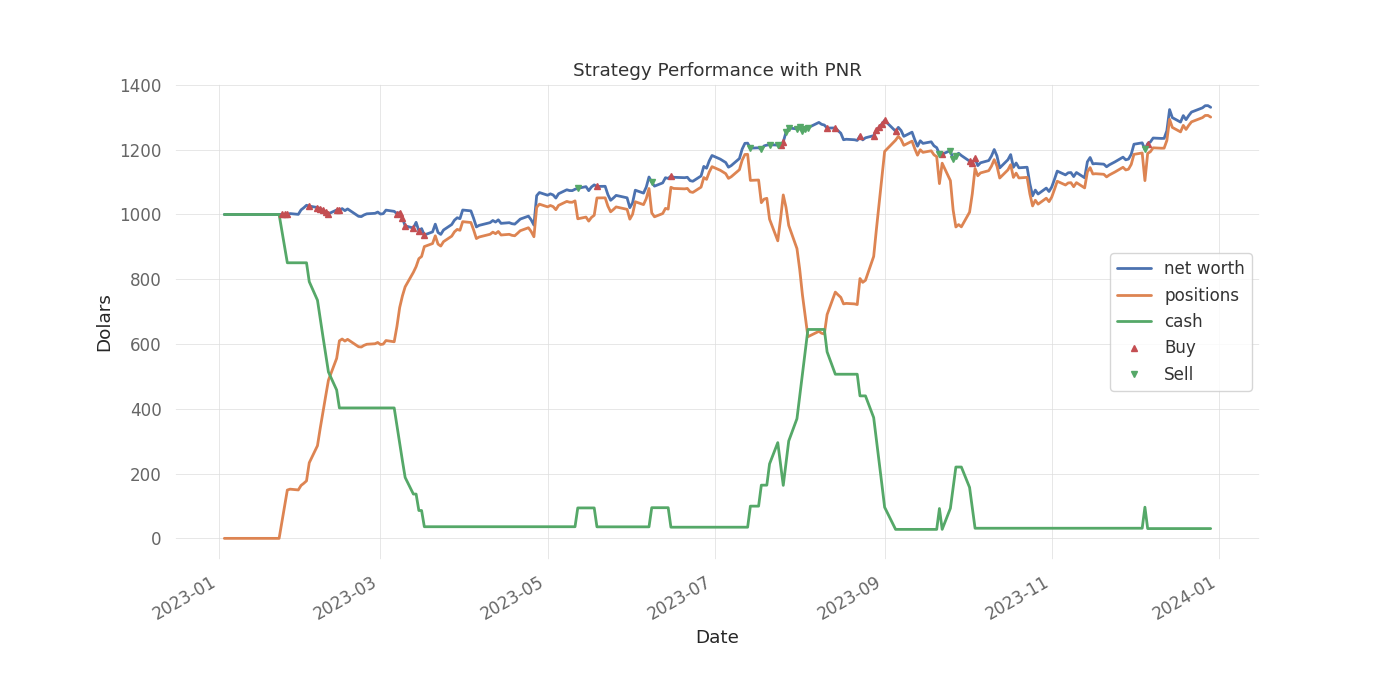 Strategy Performance with PNR
1400
1200
1000
800
600
400
200
0
Dolars
net worth
positions
cash
Buy
Sell
2023-01
2023-03
2023-05
2023-07
2023-09
2023-11
2024-01
Date